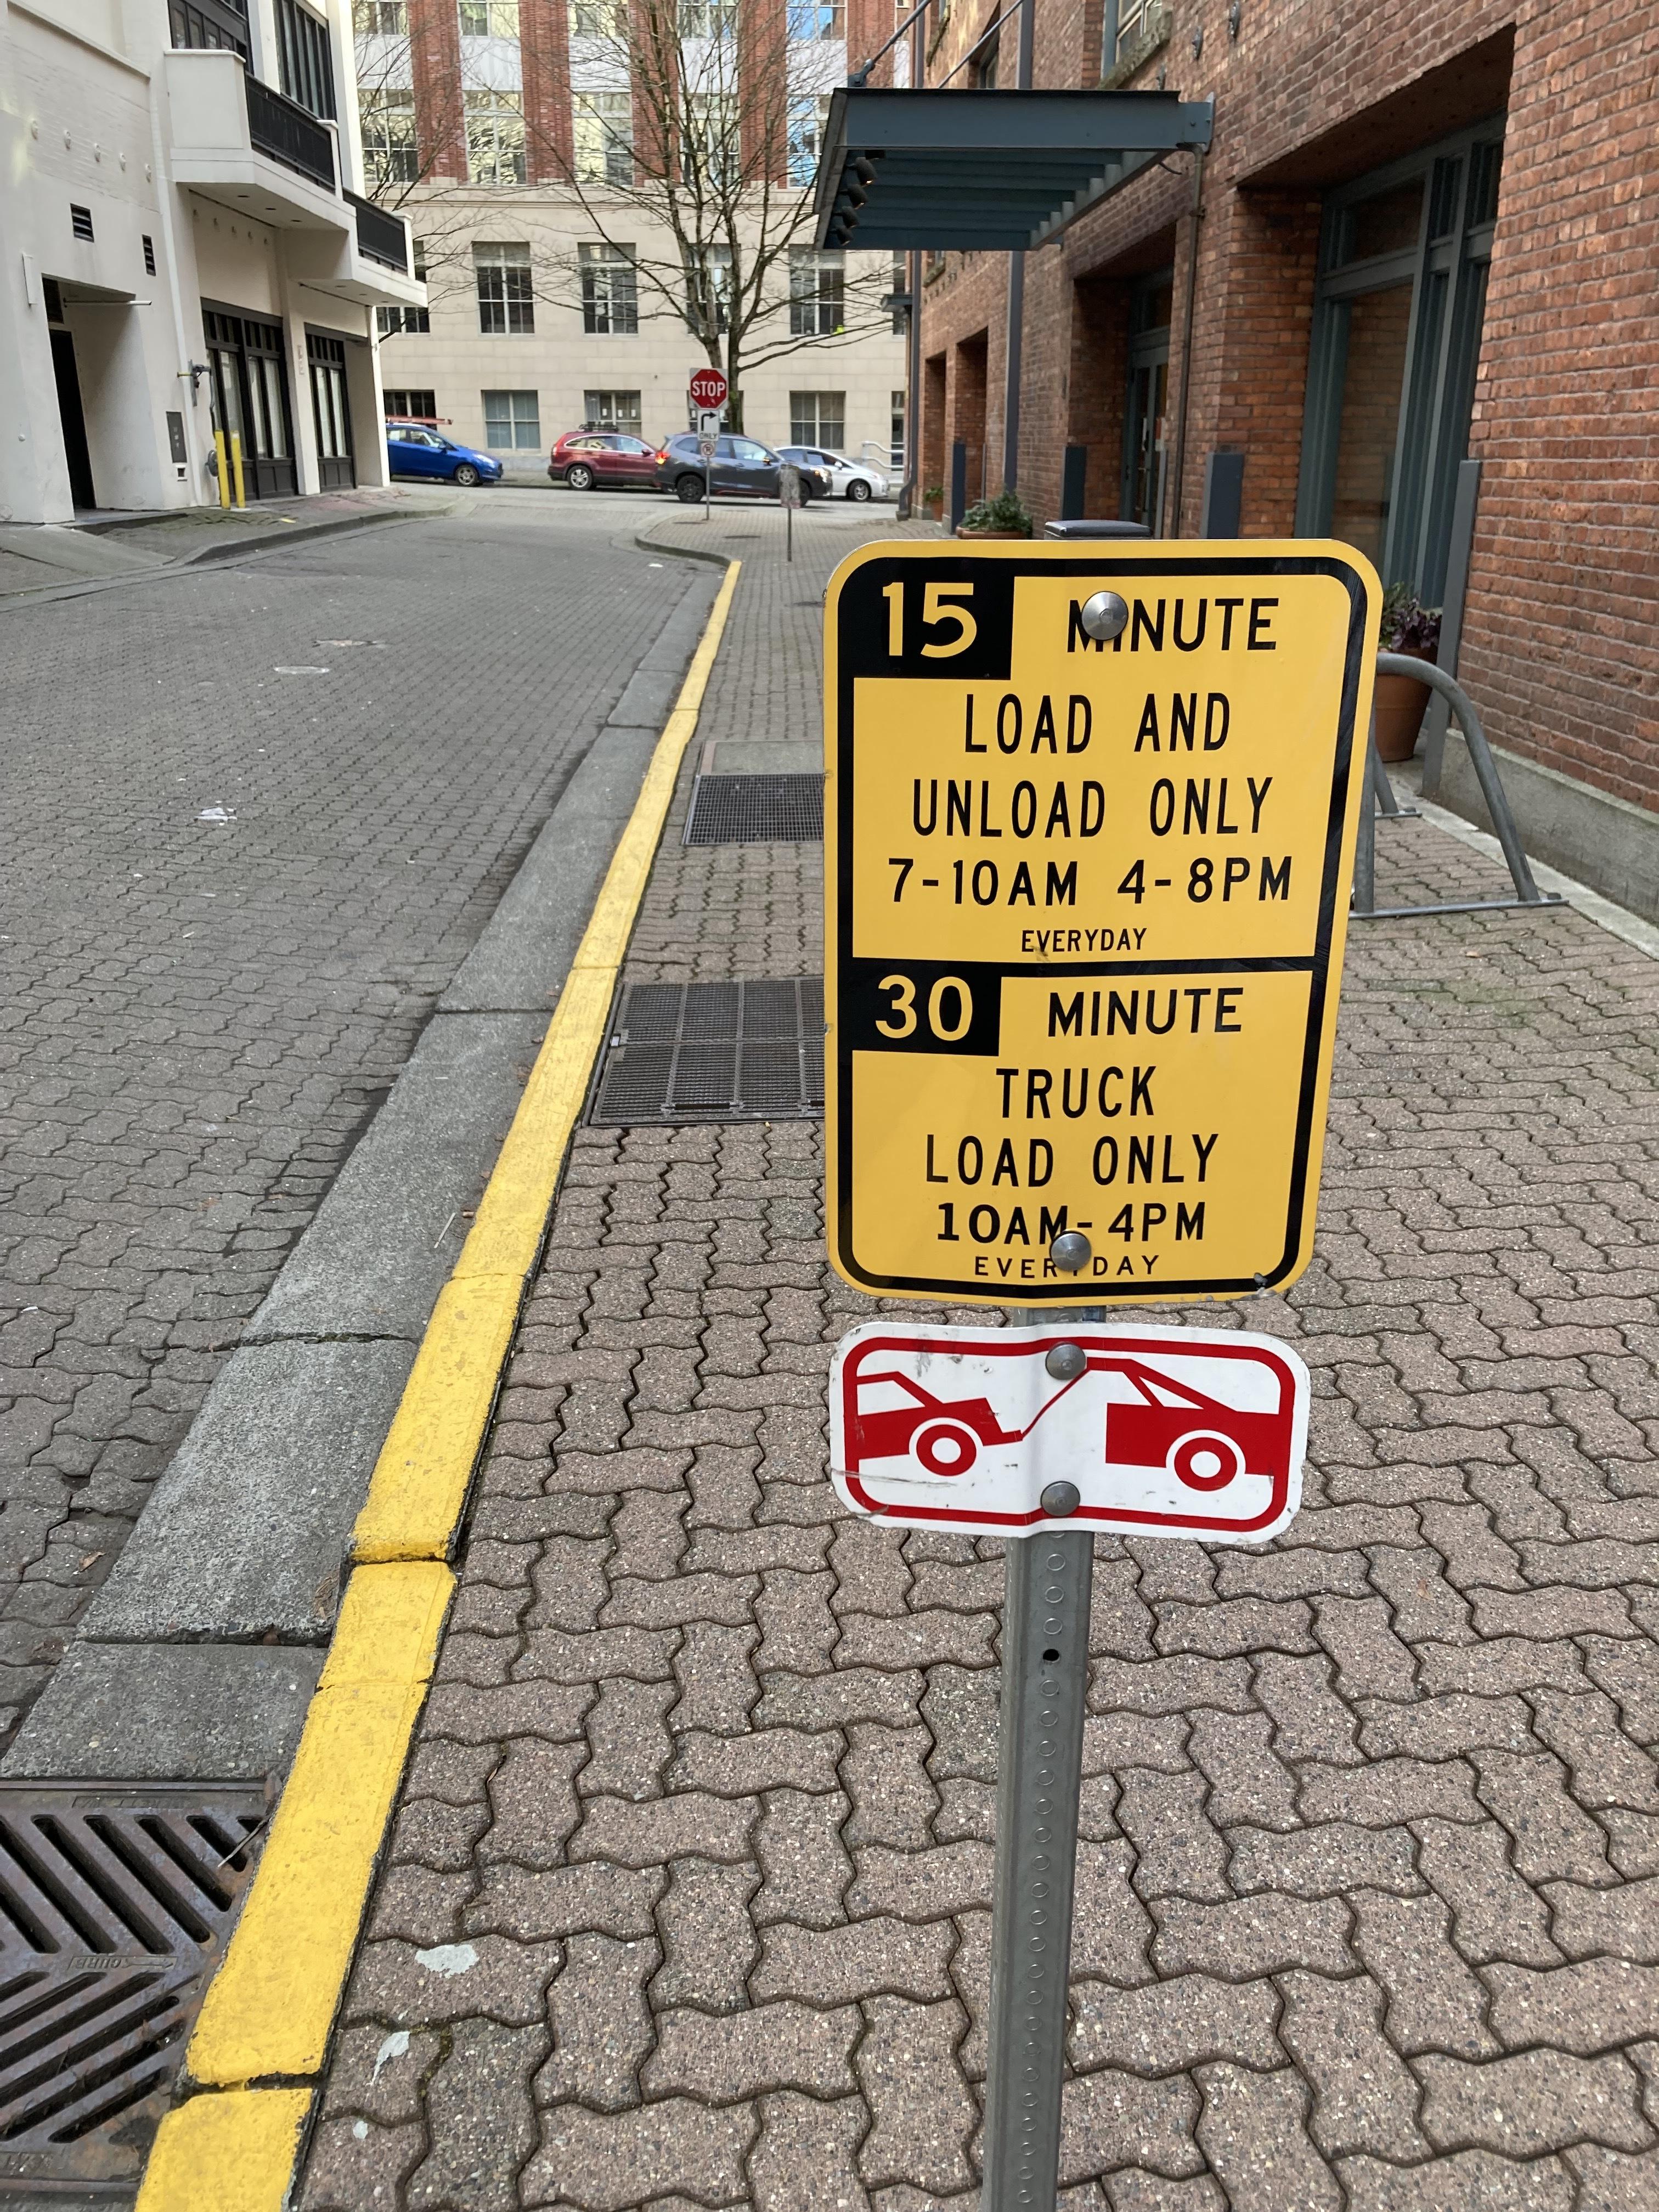 STOP
ONLY
15 MINUTE
LOAD AND
UNLOAD ONLY
7-10AM 4-8PM
EVERYDAY
30 MINUTE
TRUCK
LOAD ONLY
10AM-4PM
EVERYDAY